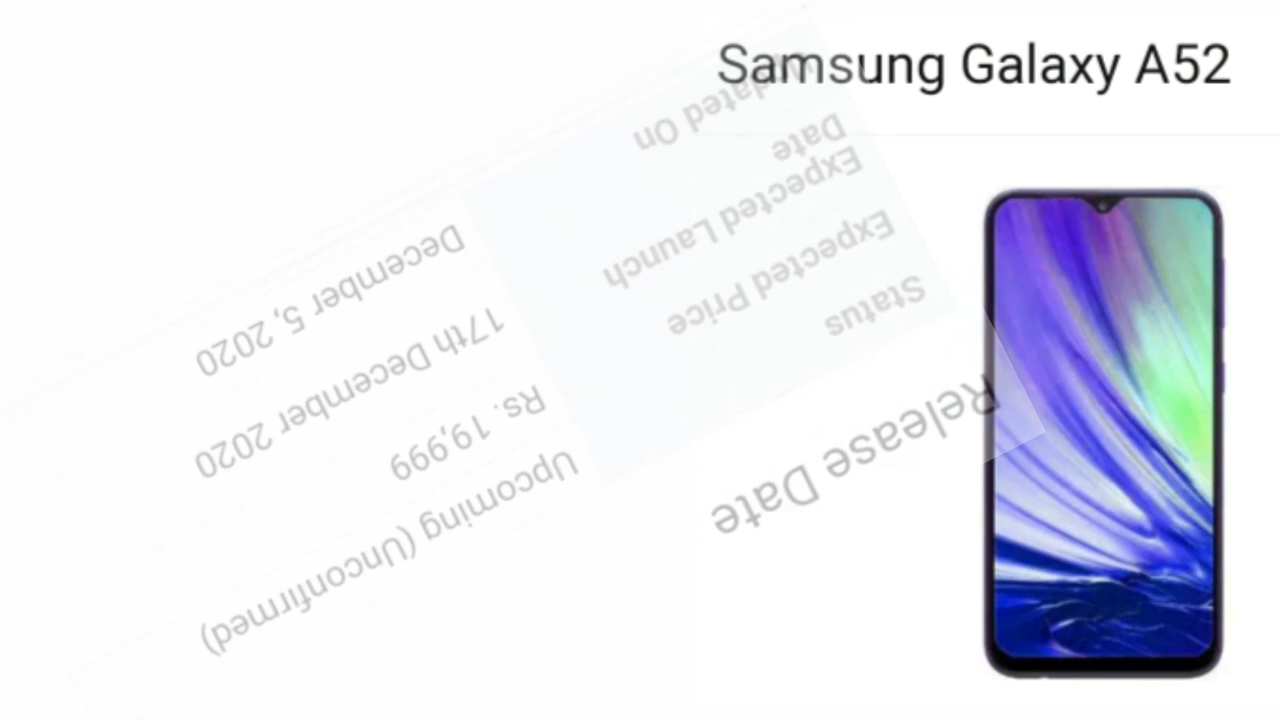 Samsung Galaxy A52
Release Date
Status Upcoming (Unconfirmed)
Expected Price Rs. 19,999
Expected Launch
Date 17th December 2020
Updated On December 5, 2020